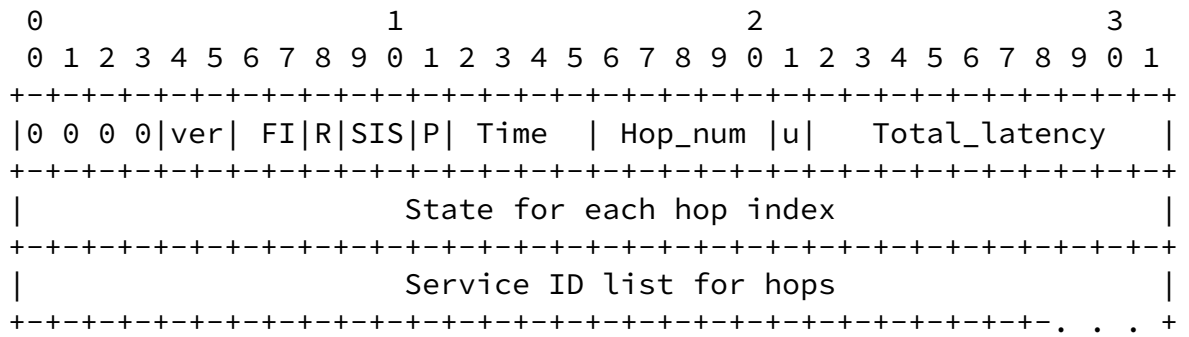 0                   1                   2                   3
 0 1 2 3 4 5 6 7 8 9 0 1 2 3 4 5 6 7 8 9 0 1 2 3 4 5 6 7 8 9 0 1
+-+-+-+-+-+-+-+-+-+-+-+-+-+-+-+-+-+-+-+-+-+-+-+-+-+-+-+-+-+-+-+-+
|0 0 0 0|ver| FI|R|SIS|P| Time  | Hop_num |u|   Total_latency   |
+-+-+-+-+-+-+-+-+-+-+-+-+-+-+-+-+-+-+-+-+-+-+-+-+-+-+-+-+-+-+-+-+
|                     State for each hop index                  |
+-+-+-+-+-+-+-+-+-+-+-+-+-+-+-+-+-+-+-+-+-+-+-+-+-+-+-+-+-+-+-+-+
|                     Service ID list for hops                  |
+-+-+-+-+-+-+-+-+-+-+-+-+-+-+-+-+-+-+-+-+-+-+-+-+-+-+-+-+-. . . +